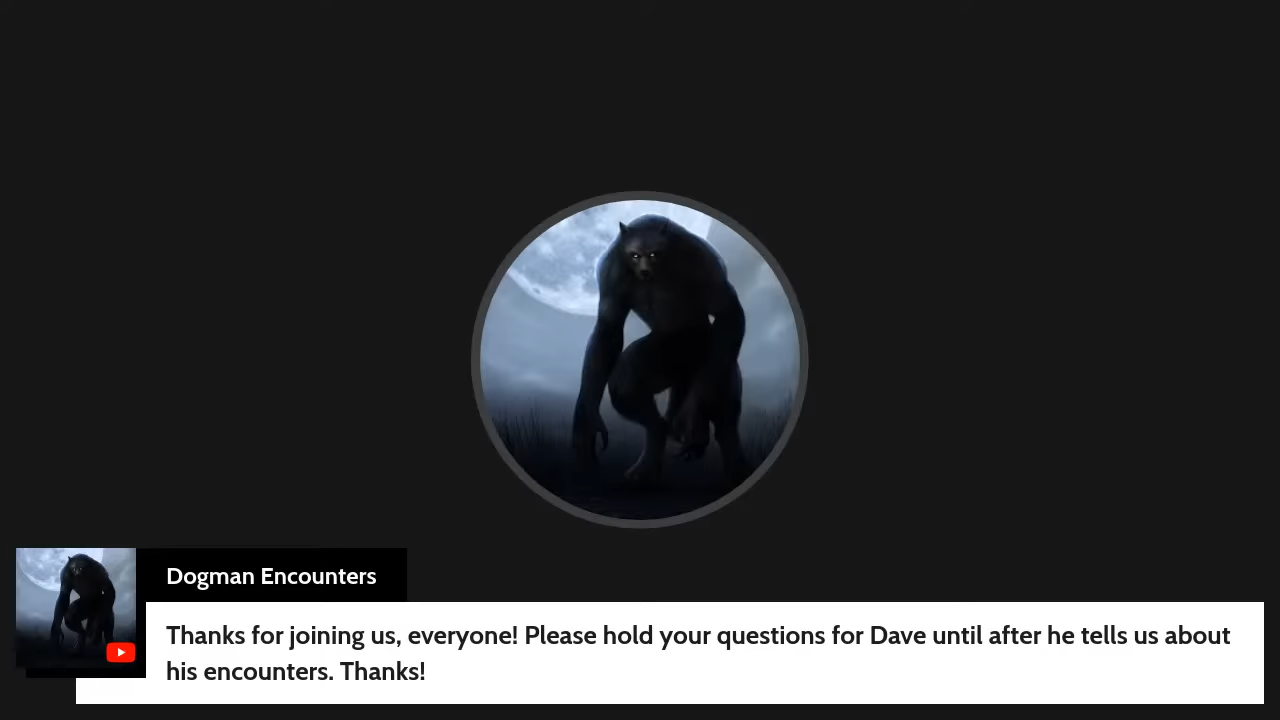 Dogman Encounters
Thanks for joining us, everyone! Please hold your questions for Dave until after he tells us about
his encounters. Thanks!